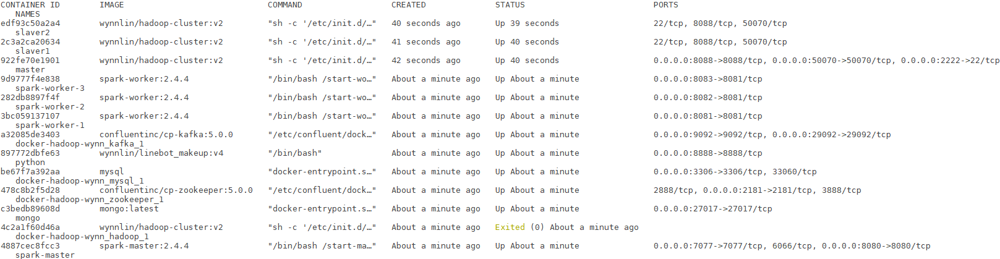 CONTAINER ID        IMAGE                             COMMAND                  CREATED              STATUS                          PORTS
   NAMES
edf93c50a2a4        wynnlin/hadoop-cluster:v2         "sh -c '/etc/init.d/…"   40 seconds ago       Up 39 seconds                   22/tcp, 8088/tcp, 50070/tcp
   slaver2
2c3a2ca20634        wynnlin/hadoop-cluster:v2         "sh -c '/etc/init.d/…"   41 seconds ago       Up 40 seconds                   22/tcp, 8088/tcp, 50070/tcp
   slaver1
922fe70e1901        wynnlin/hadoop-cluster:v2         "sh -c '/etc/init.d/…"   42 seconds ago       Up 40 seconds                   0.0.0.0:8088->8088/tcp, 0.0.0.0:50070->50070/tcp, 0.0.0.0:2222->22/tcp
   master
9d9777f4e838        spark-worker:2.4.4                "/bin/bash /start-wo…"   About a minute ago   Up About a minute               0.0.0.0:8083->8081/tcp
   spark-worker-3
282db8897f4f        spark-worker:2.4.4                "/bin/bash /start-wo…"   About a minute ago   Up About a minute               0.0.0.0:8082->8081/tcp
   spark-worker-2
3bc059137107        spark-worker:2.4.4                "/bin/bash /start-wo…"   About a minute ago   Up About a minute               0.0.0.0:8081->8081/tcp
   spark-worker-1
a32085de3403        confluentinc/cp-kafka:5.0.0       "/etc/confluent/dock…"   About a minute ago   Up About a minute               0.0.0.0:9092->9092/tcp, 0.0.0.0:29092->29092/tcp
   docker-hadoop-wynn_kafka_1
897772dbfe63        wynnlin/linebot_makeup:v4         "/bin/bash"              About a minute ago   Up About a minute               0.0.0.0:8888->8888/tcp
   python
be67f7a392aa        mysql                             "docker-entrypoint.s…"   About a minute ago   Up About a minute               0.0.0.0:3306->3306/tcp, 33060/tcp
   docker-hadoop-wynn_mysql_1
478c8b2f5d28        confluentinc/cp-zookeeper:5.0.0   "/etc/confluent/dock…"   About a minute ago   Up About a minute               2888/tcp, 0.0.0.0:2181->2181/tcp, 3888/tcp
   docker-hadoop-wynn_zookeeper_1
c3bedb89608d        mongo:latest                      "docker-entrypoint.s…"   About a minute ago   Up About a minute               0.0.0.0:27017->27017/tcp
   mongo
4c2a1f60d46a        wynnlin/hadoop-cluster:v2         "sh -c '/etc/init.d/…"   About a minute ago   Exited (0) About a minute ago
   docker-hadoop-wynn_hadoop_1
4887cec8fcc3        spark-master:2.4.4                "/bin/bash /start-ma…"   About a minute ago   Up About a minute               0.0.0.0:7077->7077/tcp, 6066/tcp, 0.0.0.0:8080->8080/tcp
   spark-master